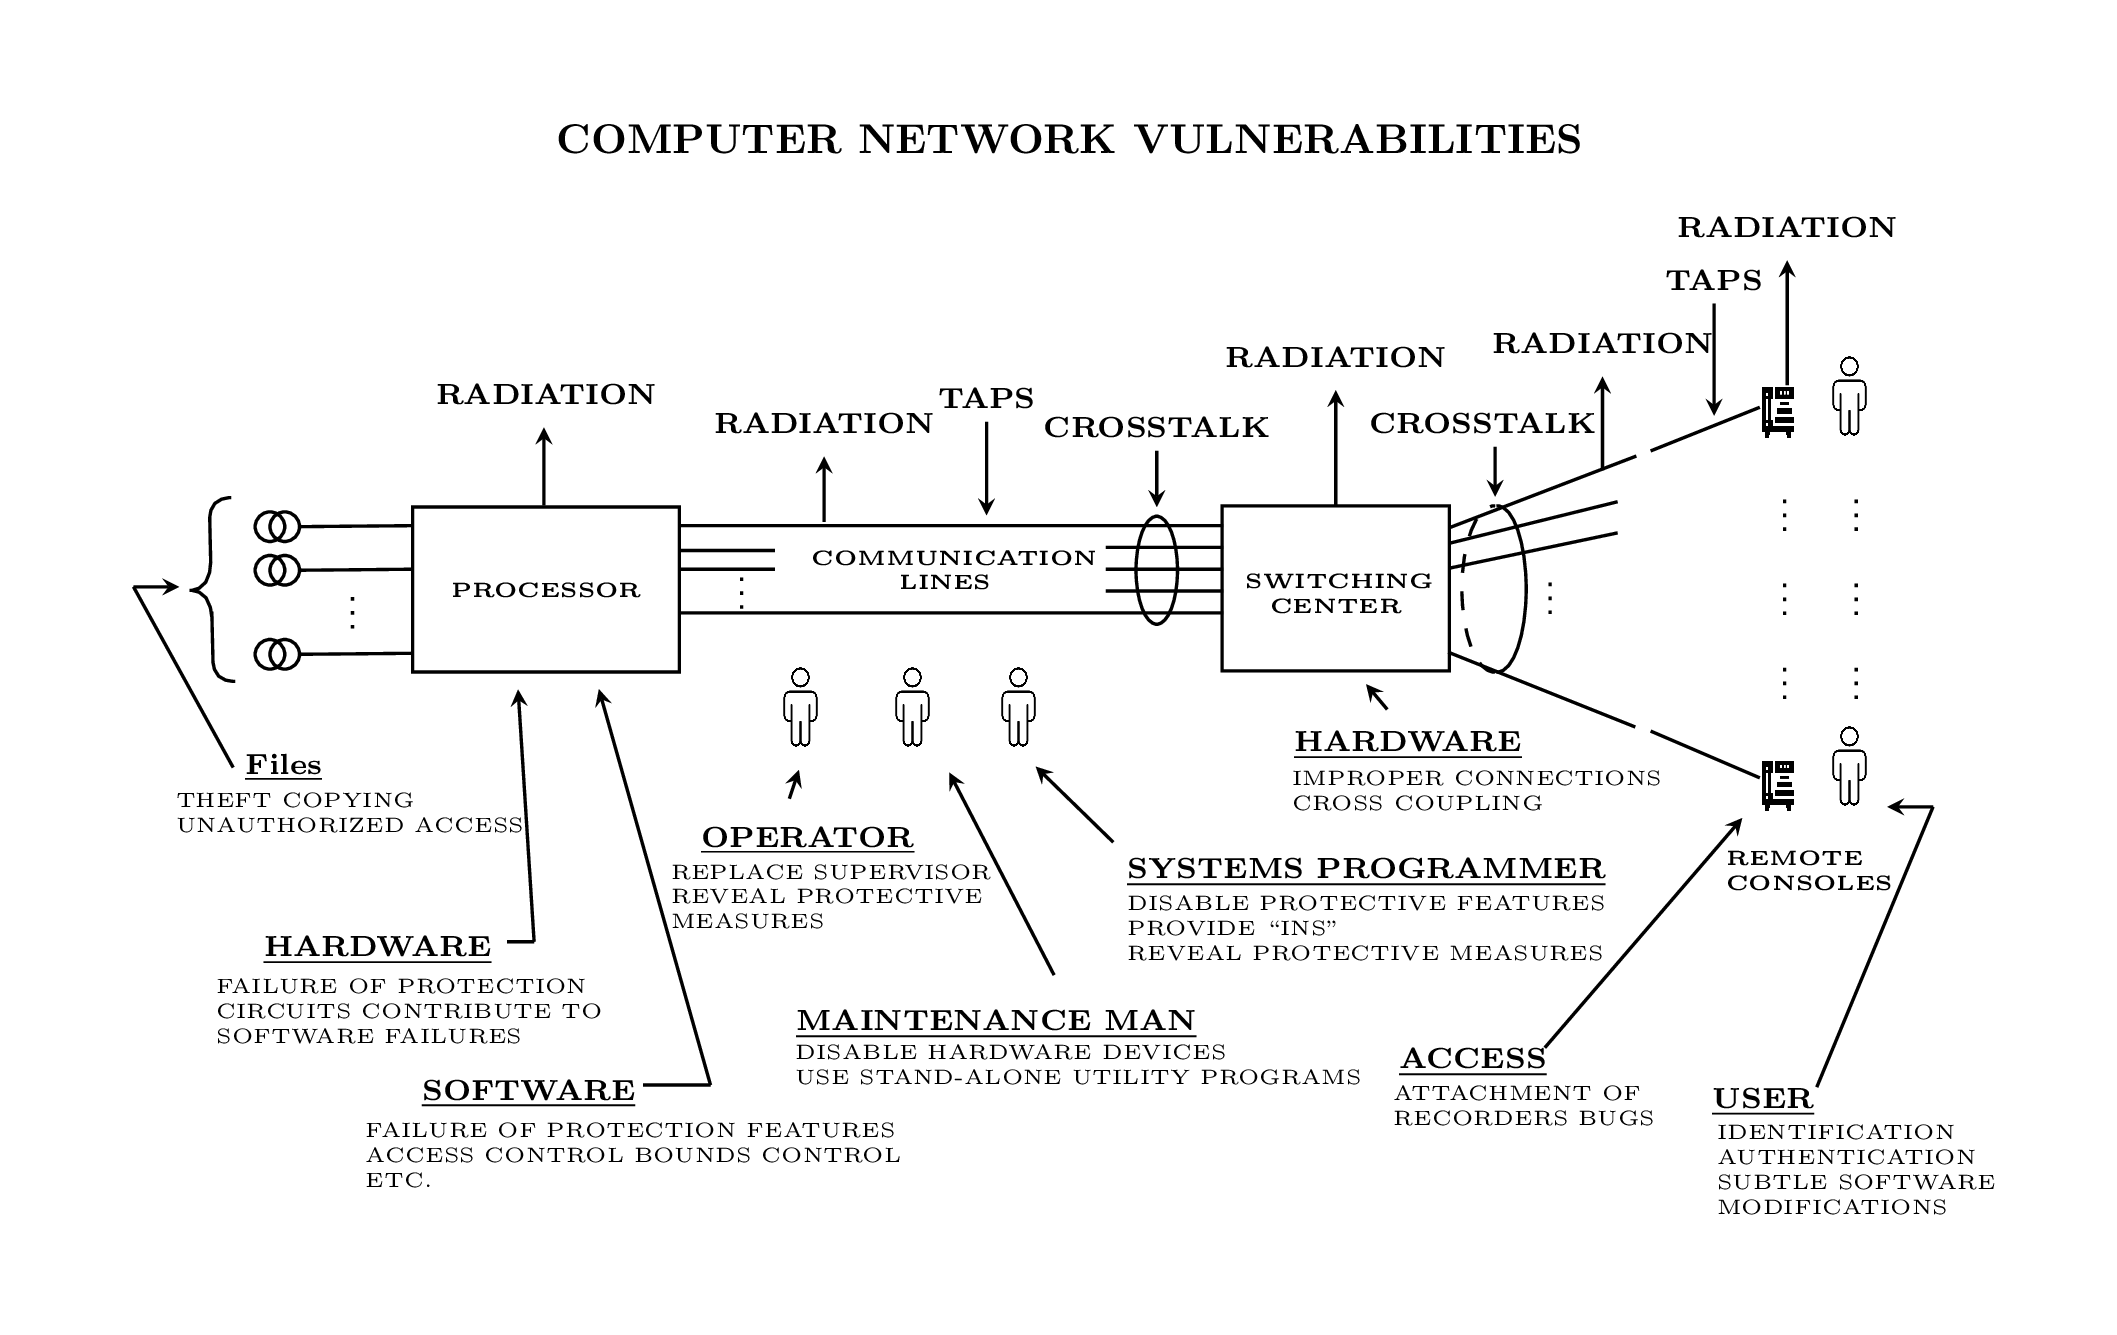 COMPUTER NETWORK VULNERABILITIES
RADIATION
TAPS
RADIATION
RADIATION
RADIATION
TAPS
CROSSTALK
CROSSTALK
RADIATION
COMMUNICATION
LINES
PROCESSOR
SWITCHING
CENTER
Files
THEFT COPYING
UNAUTHORIZED ACCESS
HARDWARE
IMPROPER CONNECTIONS
CROSS COUPLING
OPERATOR
REPLACE SUPERVISOR
REVEAL PROTECTIVE
MEASURES
SYSTEMS PROGRAMMER
DISABLE PROTECTIVE FEATURES
PROVIDE “INS”
REVEAL PROTECTIVE MEASURES
REMOTE
CONSOLES
HARDWARE
FAILURE OF PROTECTION
CIRCUITS CONTRIBUTE TO
SOFTWARE FAILURES
MAINTENANCE MAN
DISABLE HARDWARE DEVICES
USE STAND-ALONE UTILITY PROGRAMS
SOFTWARE
FAILURE OF PROTECTION FEATURES
ACCESS CONTROL BOUNDS CONTROL
ETC.
ACCESS
ATTACHMENT OF
RECORDERS BUGS
USER
IDENTIFICATION
AUTHENTICATION
SUBTLE SOFTWARE
MODIFICATIONS